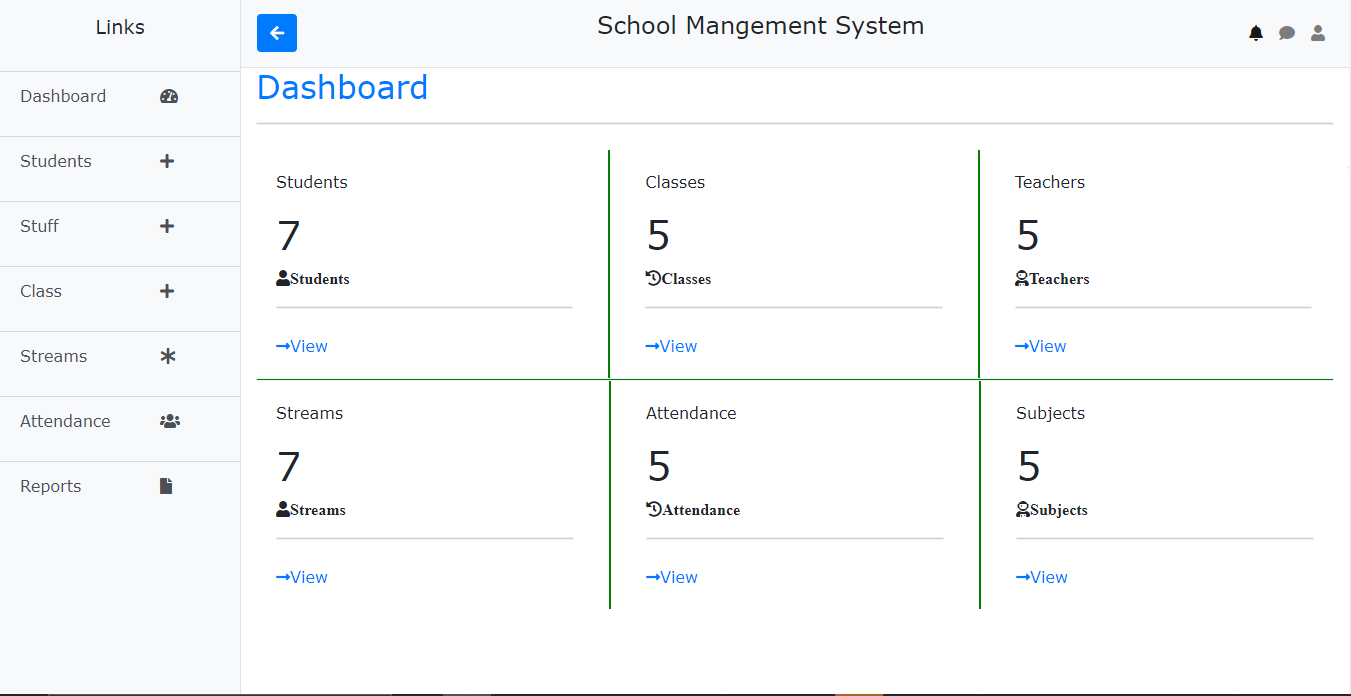 Links
School Mangement System
Dashboard
Dashboard
Students
Stuff
Class
Streams
Attendance
Reports
Students
7
Students
View
Classes
5
Classes
View
Teachers
5
Teachers
View
Streams
7
Streams
View
Attendance
5
Attendance
View
Subjects
5
Subjects
View